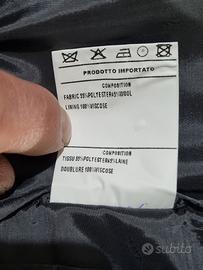 PRODOTTO IMPORTATO
COMPOSITION
FABRIC 55%POLYESTER45%WOOL
LINING 100%VISCOSE
COMPOSITION
TISSU 55%POLYESTER45%LAINE
DOUBLURE 100%VISCOSE
subito